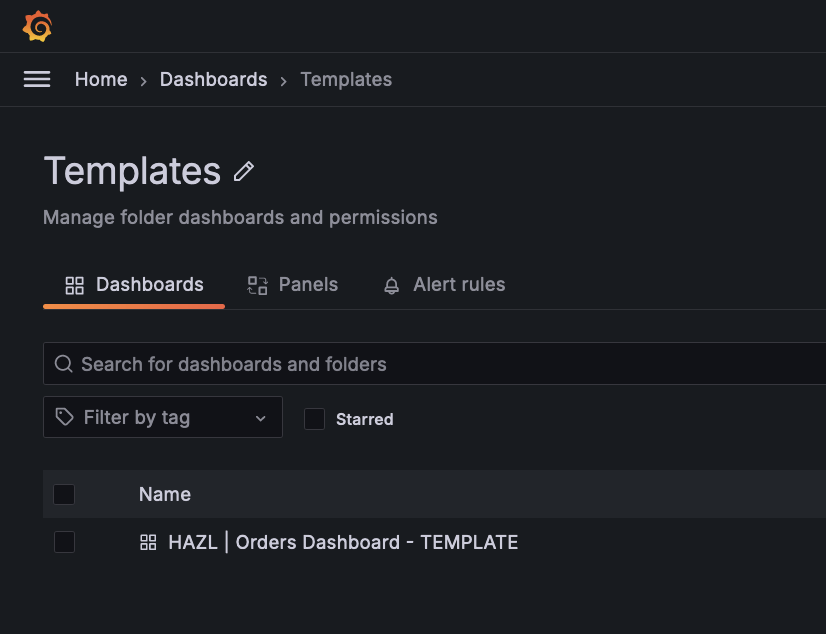 Home > Dashboards > Templates
Templates
Manage folder dashboards and permissions
Dashboards Panels Alert rules
Search for dashboards and folders
Filter by tag Starred
Name
HAZL | Orders Dashboard - TEMPLATE